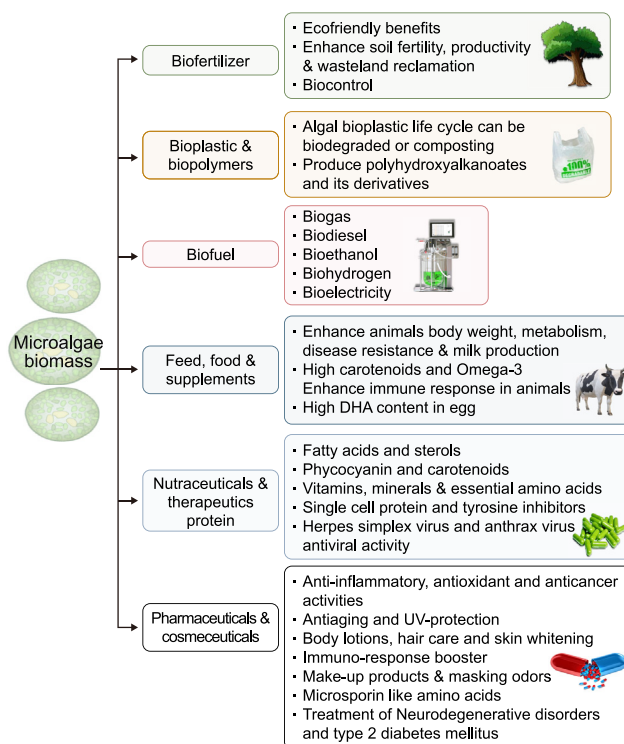 Microalgae
biomass
Biofertilizer
• Ecofriendly benefits
• Enhance soil fertility, productivity
& wasteland reclamation
• Biocontrol
Bioplastic &
biopolymers
• Algal bioplastic life cycle can be
biodegraded or composting
• Produce polyhydroxyalkanoates
and its derivatives
100%
Biofuel
• Biogas
• Biodiesel
• Bioethanol
• Biohydrogen
• Bioelectricity
Feed, food &
supplements
• Enhance animals body weight, metabolism,
disease resistance & milk production
• High carotenoids and Omega-3
Enhance immune response in animals
• High DHA content in egg
Nutraceuticals &
therapeutics
protein
• Fatty acids and sterols
• Phycocyanin and carotenoids
• Vitamins, minerals & essential amino acids
• Single cell protein and tyrosine inhibitors
• Herpes simplex virus and anthrax virus
antiviral activity
Pharmaceuticals &
cosmeceuticals
• Anti-inflammatory, antioxidant and anticancer
activities
• Antiaging and UV-protection
• Body lotions, hair care and skin whitening
• Immuno-response booster
• Make-up products & masking odors
• Microsporin like amino acids
• Treatment of Neurodegenerative disorders
and type 2 diabetes mellitus